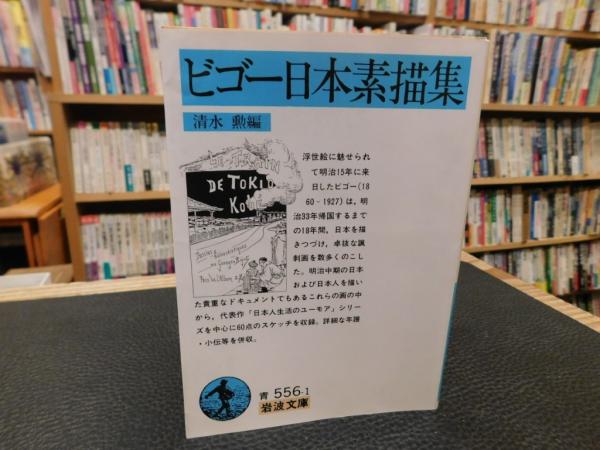 ビゴー日本素描集
清水 勲編
浮世絵に魅せられ
て明治15年に来
日したビゴー(18
60‐1927)は,明
治33年帰国するまで
の18年間,日本を描
きつづけ,卓抜な諷
刺画を数多くのこし
た。明治中期の日本
および日本人を描い
た貴重なドキュメントでもあるこれらの画の中
から,代表作「日本人生活のユーモア」シリー
ズを中心に60点のスケッチを収録。詳細な年譜
・小伝等を併収。
LE TRAIN
DE TOKIO
KOBÉ
青 556-1
岩波文庫